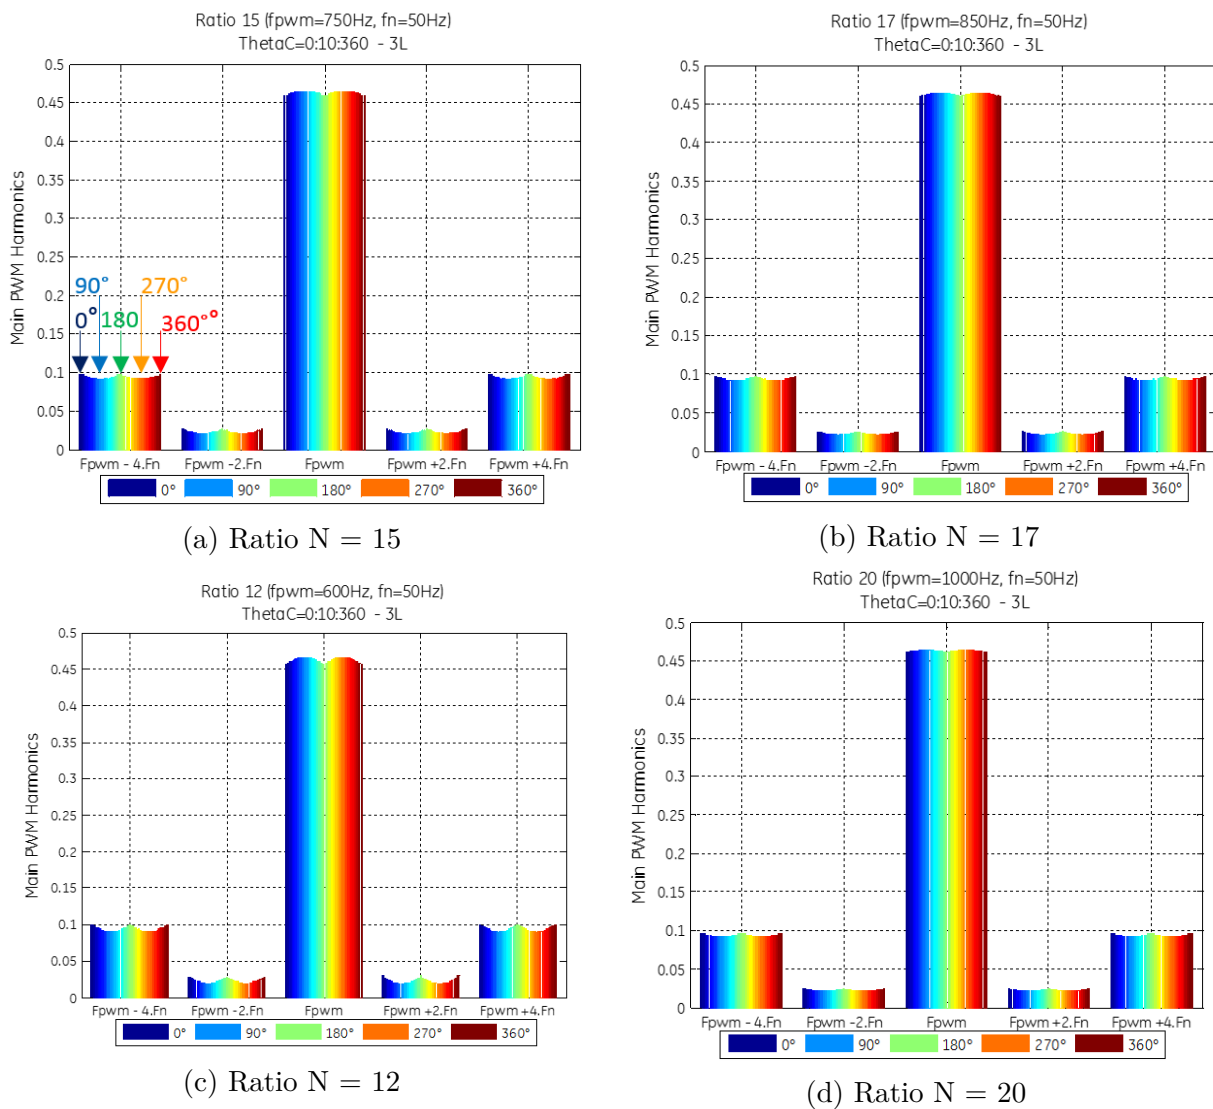 Ratio 15 (fpwm=750Hz, fn=50Hz)
ThetaC=0:10:360 - 3L
Main PWM Harmonics
0.5
0.45
0.4
0.35
0.3
0.25
0.2
0.15
0.1
0.05
0
90°
270°
0°
180
360°°
Fpwm - 4.Fn
Fpwm -2.Fn
Fpwm
Fpwm +2.Fn
Fpwm +4.Fn
0°
90°
180°
270°
360°
(a) Ratio N = 15
Ratio 17 (fpwm=850Hz, fn=50Hz)
ThetaC=0:10:360 - 3L
Main PWM Harmonics
0.5
0.45
0.4
0.35
0.3
0.25
0.2
0.15
0.1
0.05
0
Fpwm - 4.Fn
Fpwm -2.Fn
Fpwm
Fpwm +2.Fn
Fpwm +4.Fn
0°
90°
180°
270°
360°
(b) Ratio N = 17
Ratio 12 (fpwm=600Hz, fn=50Hz)
ThetaC=0:10:360 - 3L
Main PWM Harmonics
0.5
0.45
0.4
0.35
0.3
0.25
0.2
0.15
0.1
0.05
0
Fpwm - 4.Fn
Fpwm -2.Fn
Fpwm
Fpwm +2.Fn
Fpwm +4.Fn
0°
90°
180°
270°
360°
(c) Ratio N = 12
Ratio 20 (fpwm=1000Hz, fn=50Hz)
ThetaC=0:10:360 - 3L
Main PWM Harmonics
0.5
0.45
0.4
0.35
0.3
0.25
0.2
0.15
0.1
0.05
0
Fpwm - 4.Fn
Fpwm -2.Fn
Fpwm
Fpwm +2.Fn
Fpwm +4.Fn
0°
90°
180°
270°
360°
(d) Ratio N = 20